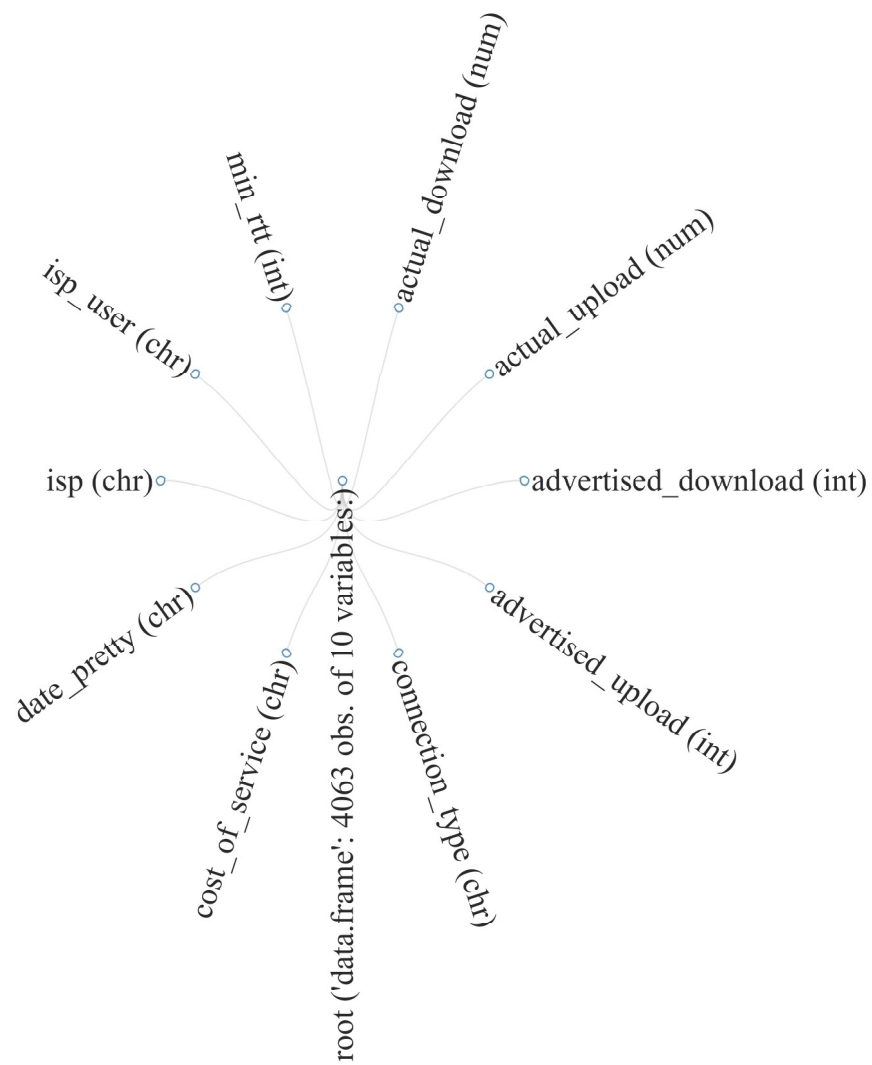 actual_download (num)
min_rtt (int)
actual_upload (num)
isp_user (chr)
isp (chr)
advertised_download (int)
date_pretty (chr)
advertised_upload (int)
cost_of_service (chr)
connection_type (chr)
root ('data.frame': 4063 obs. of 10 variables:)